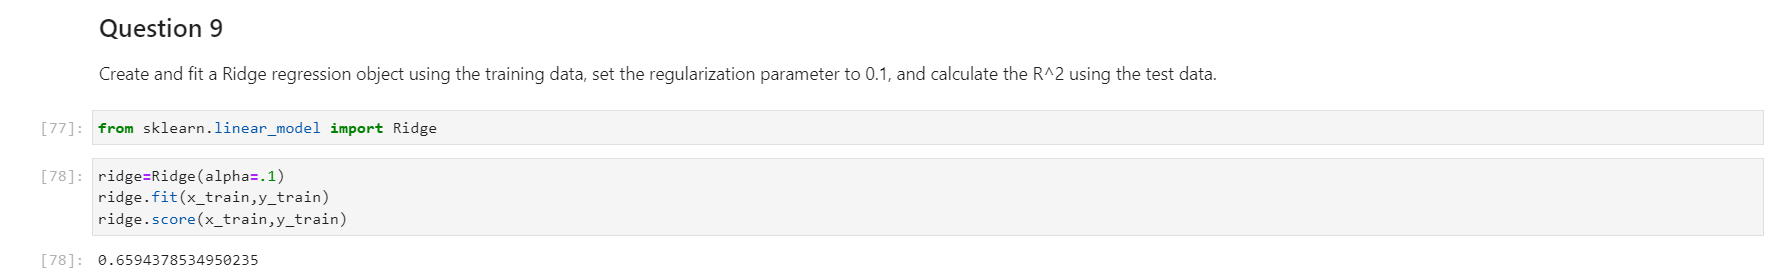 Question 9
Create and fit a Ridge regression object using the training data, set the regularization parameter to 0.1, and calculate the R^2 using the test data.
[77]: from sklearn.linear_model import Ridge
[78]: ridge=Ridge(alpha=.1)
ridge.fit(x_train,y_train)
ridge.score(x_train,y_train)
[78]: 0.6594378534950235